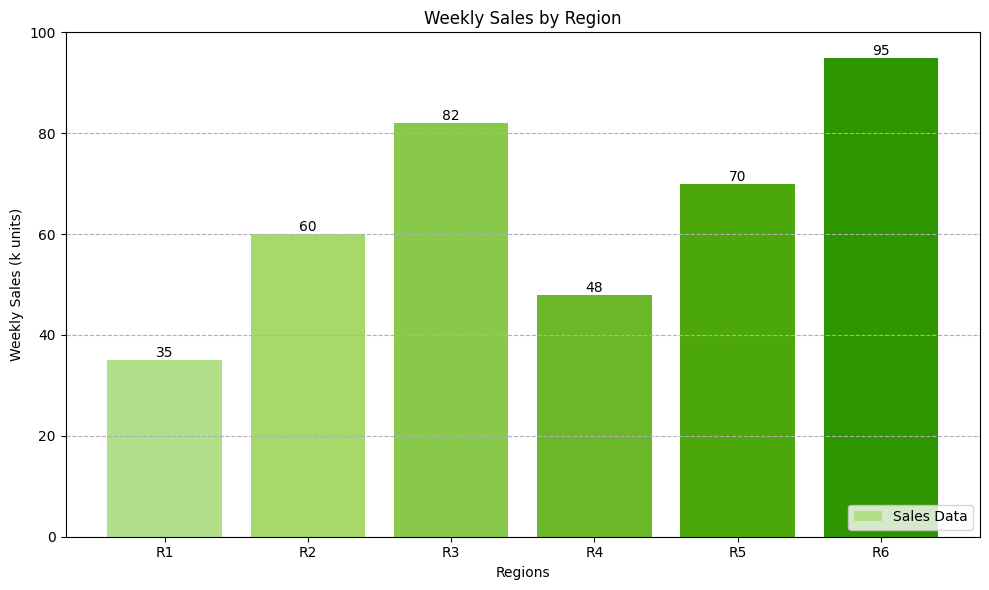 Weekly Sales by Region
Weekly Sales (k units)
100
80
60
40
20
0
35
60
82
48
70
95
R1
R2
R3
R4
R5
R6
Regions
Sales Data